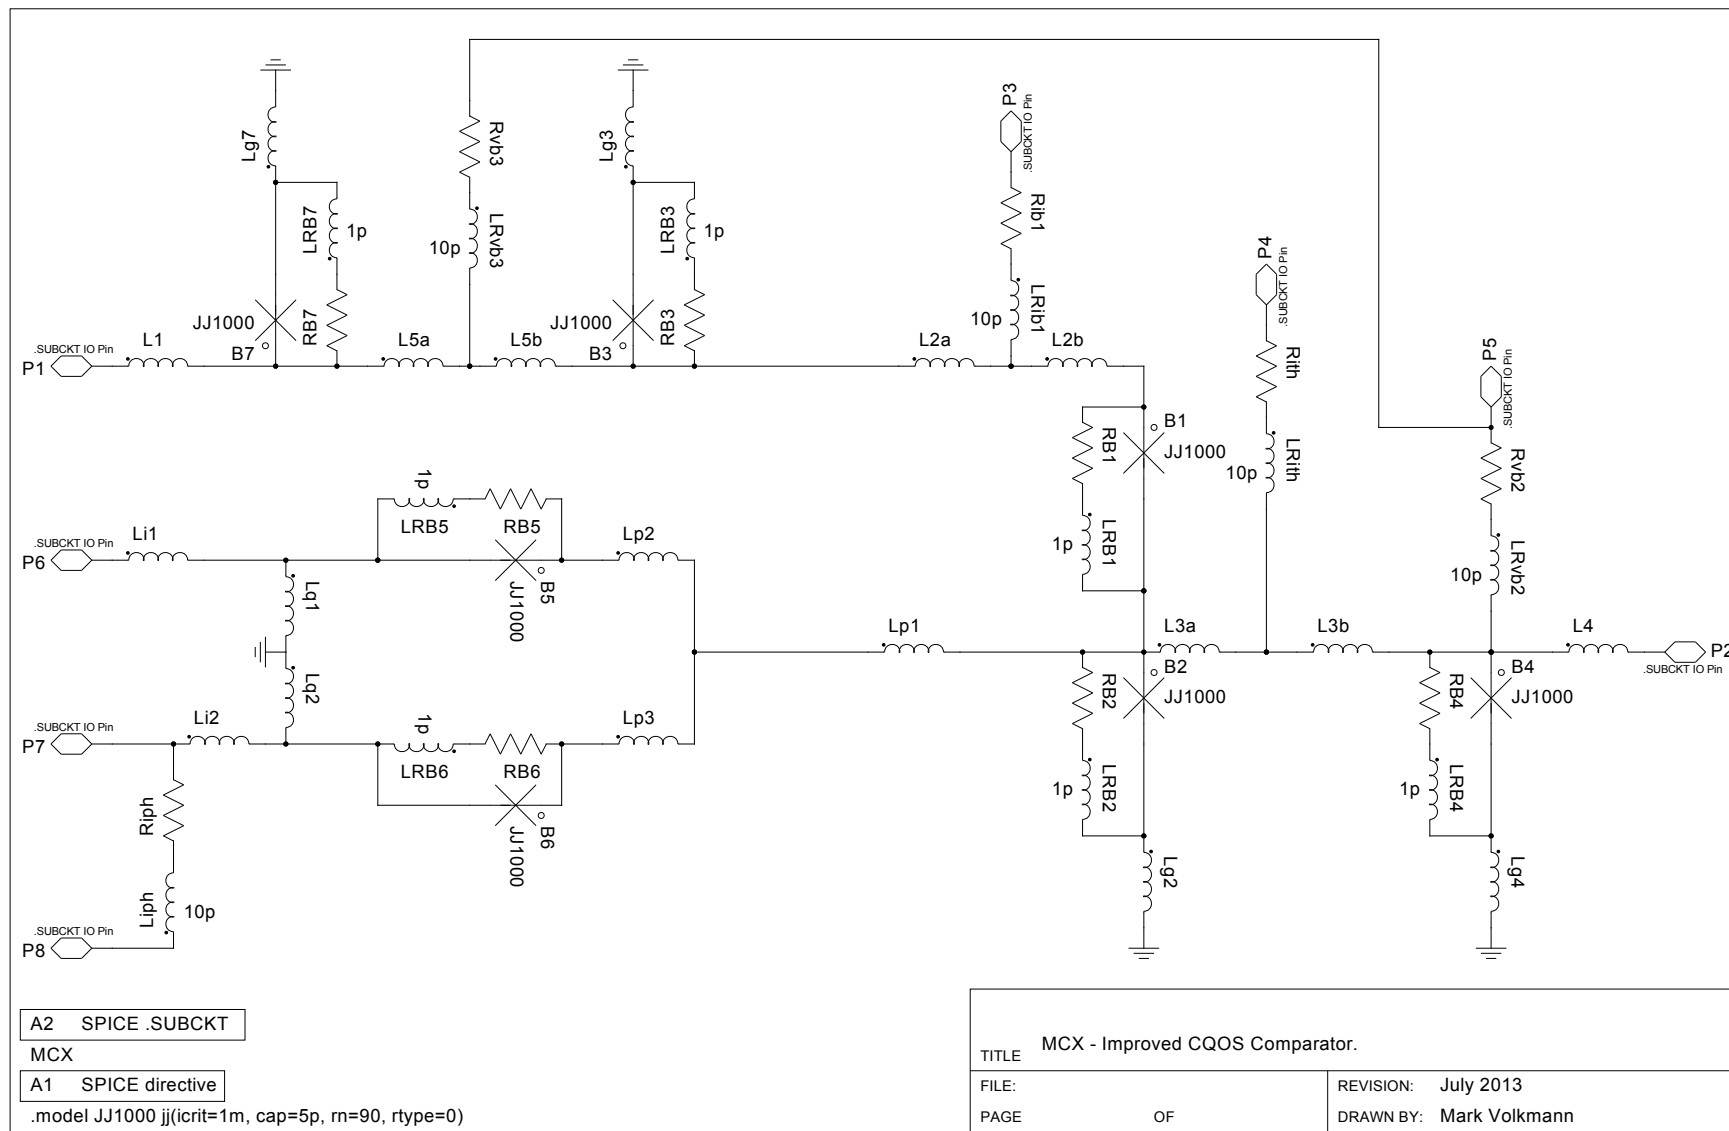 P3
.SUBCKT IO Pin
Lg7
Rvb3
Lg3
LRB7
1p
LRvb3
10p
LRB3
1p
Rib1
P4
.SUBCKT IO Pin
JJ1000
B7
RB7
JJ1000
B3
RB3
LRib1
10p
.SUBCKT IO Pin
P1
L1
L5a
L5b
L2a
L2b
Rith
P5
.SUBCKT IO Pin
B1
JJ1000
RB1
LRith
10p
Rvb2
1p
LRB5
RB5
LRB1
1p
.SUBCKT IO Pin
P6
Li1
B5
JJ1000
Lp2
LRvb2
10p
Lq1
Lp1
L3a
L3b
L4
P2
.SUBCKT IO Pin
Lq2
B2
JJ1000
RB2
B4
JJ1000
RB4
.SUBCKT IO Pin
P7
Li2
1p
LRB6
RB6
Lp3
LRB2
1p
LRB4
1p
Riph
B6
JJ1000
Lg2
Lg4
Liph
10p
.SUBCKT IO Pin
P8
A2 SPICE .SUBCKT
MCX
A1 SPICE directive
.model JJ1000 jj(icrit=1m, cap=5p, rn=90, rtype=0)
TITLE MCX - Improved CQOS Comparator.
FILE: REVISION: July 2013
PAGE OF DRAWN BY: Mark Volkmann